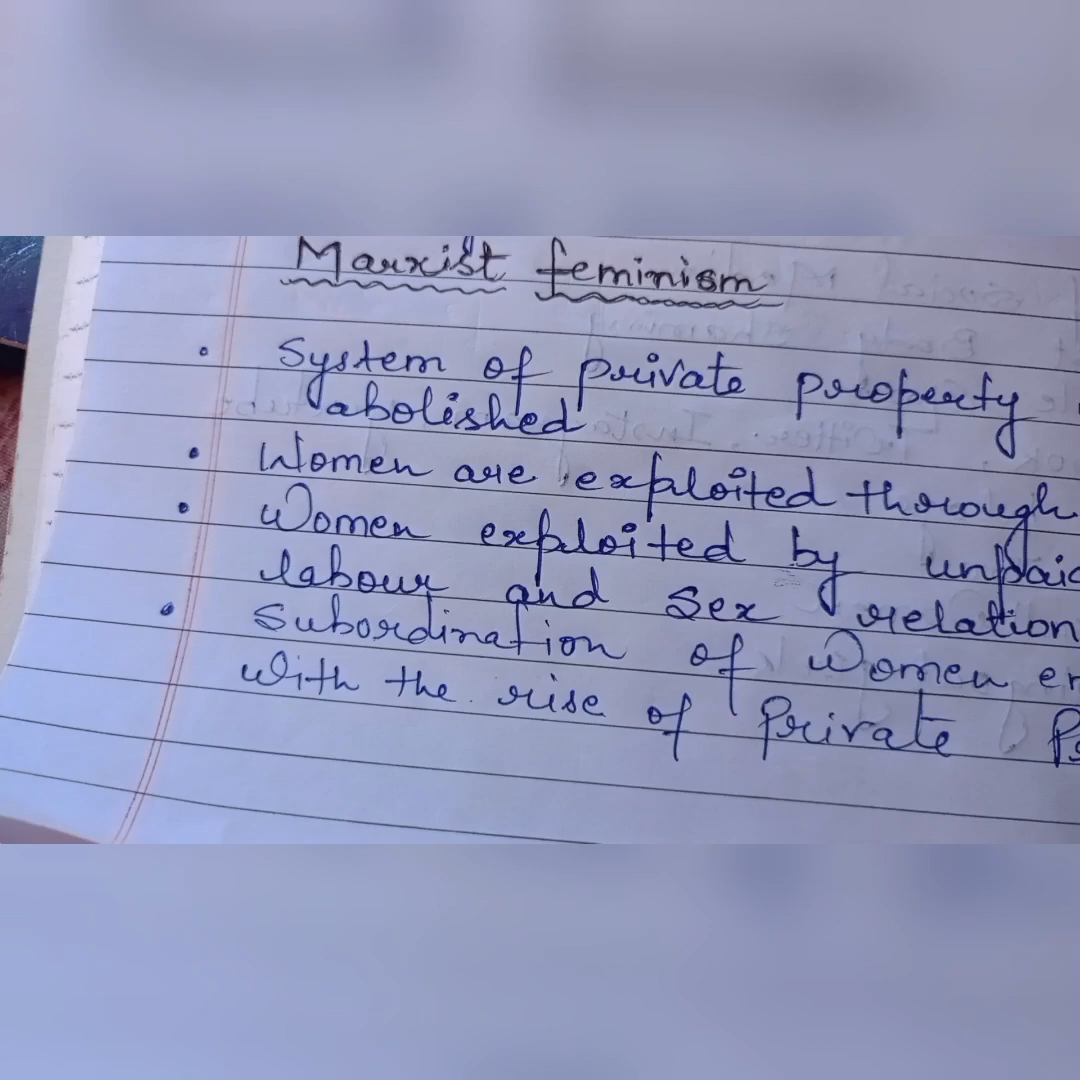 Marxist feminism
• System of private property
abolished
• Women are exploited thorough
• Women exploited by unpaid
labour and sex relation
• Subordination of Women
With the rise of Private